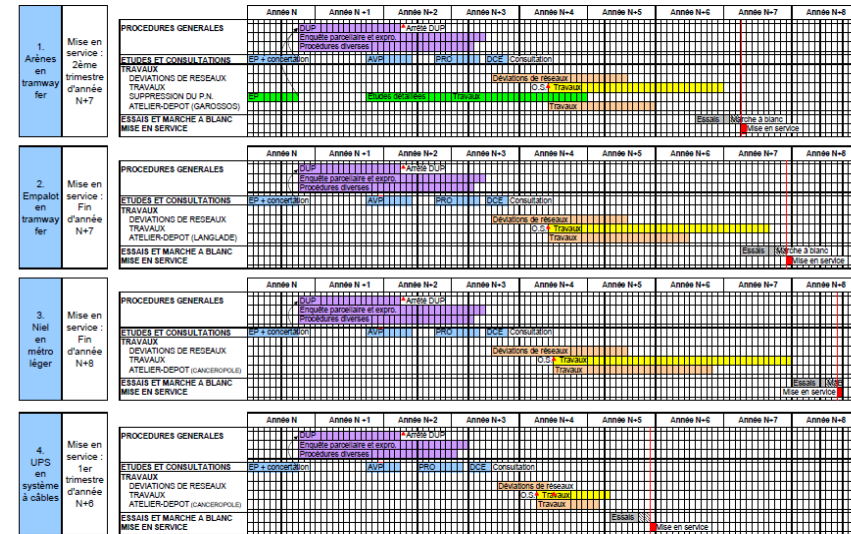 Année N Année N +1 Année N+2 Année N+3 Année N+4 Année N+5 Année N+6 Année N+7 Année N+8
1.
Arènes
en
tramway
fer
Mise en
service :
2ème
trimestre
d'année
N+7
PROCEDURES GENERALES
DUP Arrêté DUP
Enquête parcellaire et expro.
Procédures diverses
ETUDES ET CONSULTATIONS EP + concertation AVP PRO DCE Consultation
TRAVAUX
DEVIATIONS DE RESEAUX Déviations de réseaux
TRAVAUX O.S. Travaux
SUPPRESSION DU P.N. EP Etudes détaillées Travaux
ATELIER-DEPOT (GAROSSOS) Travaux
ESSAIS ET MARCHE A BLANC Essais Marche à blanc
MISE EN SERVICE Mise en service
Année N Année N +1 Année N+2 Année N+3 Année N+4 Année N+5 Année N+6 Année N+7 Année N+8
2.
Empalot
en
tramway
fer
Mise en
service :
Fin
d'année
N+7
PROCEDURES GENERALES
DUP Arrêté DUP
Enquête parcellaire et expro.
Procédures diverses
ETUDES ET CONSULTATIONS EP + concertation AVP PRO DCE Consultation
TRAVAUX
DEVIATIONS DE RESEAUX Déviations de réseaux
TRAVAUX O.S. Travaux
ATELIER-DEPOT (LANGLADE) Travaux
ESSAIS ET MARCHE A BLANC Essais Marche à blanc
MISE EN SERVICE Mise en service
Année N Année N +1 Année N+2 Année N+3 Année N+4 Année N+5 Année N+6 Année N+7 Année N+8
3.
Niel
en
métro
léger
Mise en
service :
Fin
d'année
N+8
PROCEDURES GENERALES
DUP Arrêté DUP
Enquête parcellaire et expro.
Procédures diverses
ETUDES ET CONSULTATIONS EP + concertation AVP PRO DCE Consultation
TRAVAUX
DEVIATIONS DE RESEAUX Déviations de réseaux
TRAVAUX O.S. Travaux
ATELIER-DEPOT (CANCEROPOLE) Travaux
ESSAIS ET MARCHE A BLANC Essais MàB
MISE EN SERVICE Mise en service
Année N Année N +1 Année N+2 Année N+3 Année N+4 Année N+5 Année N+6 Année N+7 Année N+8
4.
UPS
en
système
à câbles
Mise en
service :
1er
trimestre
d'année
N+6
PROCEDURES GENERALES
DUP Arrêté DUP
Enquête parcellaire et expro.
Procédures diverses
ETUDES ET CONSULTATIONS EP + concertation AVP PRO DCE Consultation
TRAVAUX
DEVIATIONS DE RESEAUX Déviations de réseaux
TRAVAUX O.S. Travaux
ATELIER-DEPOT (CANCEROPOLE) Travaux
ESSAIS ET MARCHE A BLANC Essais
MISE EN SERVICE Mise en service